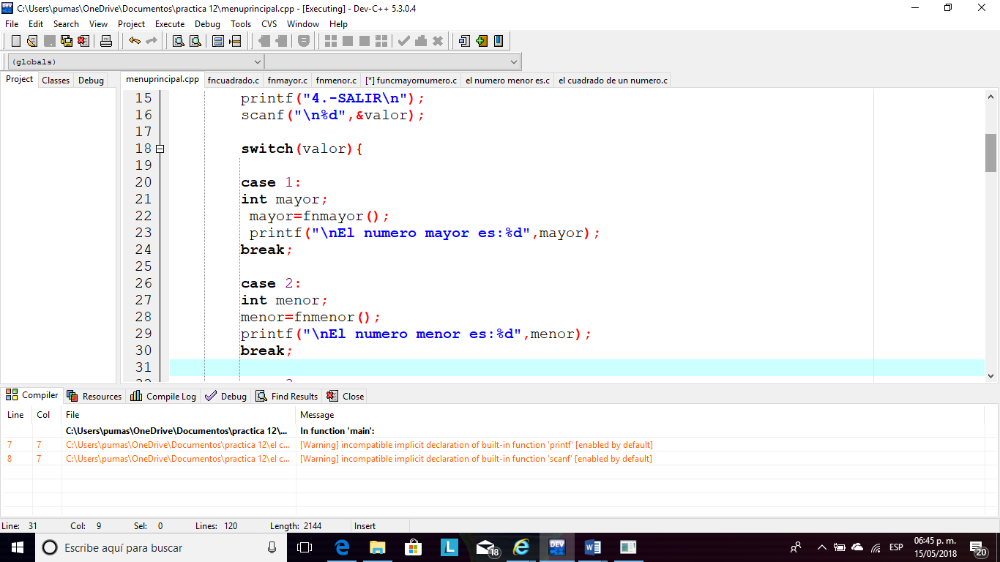 C:\Users\pumas\OneDrive\Documentos\practica 12\menuprincipal.cpp - [Executing] - Dev-C++ 5.3.0.4
File Edit Search View Project Execute Debug Tools CVS Window Help
(globals)
Project Classes Debug menuprincipal.cpp fncuadrado.c fnmayor.c fnmenor.c [*] funcmayornumero.c el numero menor es.c el cuadrado de un numero.c
15 printf("4.-SALIR\n");
16 scanf("\n%d",&valor);
17
18 switch(valor){
19
20 case 1:
21 int mayor;
22 mayor=fnmayor();
23 printf("\nEl numero mayor es:%d",mayor);
24 break;
25
26 case 2:
27 int menor;
28 menor=fnmenor();
29 printf("\nEl numero menor es:%d",menor);
30 break;
31
Compiler Resources Compile Log Debug Find Results Close
Line Col File Message
C:\Users\pumas\OneDrive\Documentos\practica 12\... In function 'main':
7 7 C:\Users\pumas\OneDrive\Documentos\practica 12\el c... [Warning] incompatible implicit declaration of built-in function 'printf' [enabled by default]
8 7 C:\Users\pumas\OneDrive\Documentos\practica 12\el c... [Warning] incompatible implicit declaration of built-in function 'scanf' [enabled by default]
Line: 31 Col: 9 Sel: 0 Lines: 120 Length: 2144 Insert
Escribe aquí para buscar
L
18
DEV
ESP
06:45 p. m.
15/05/2018
20